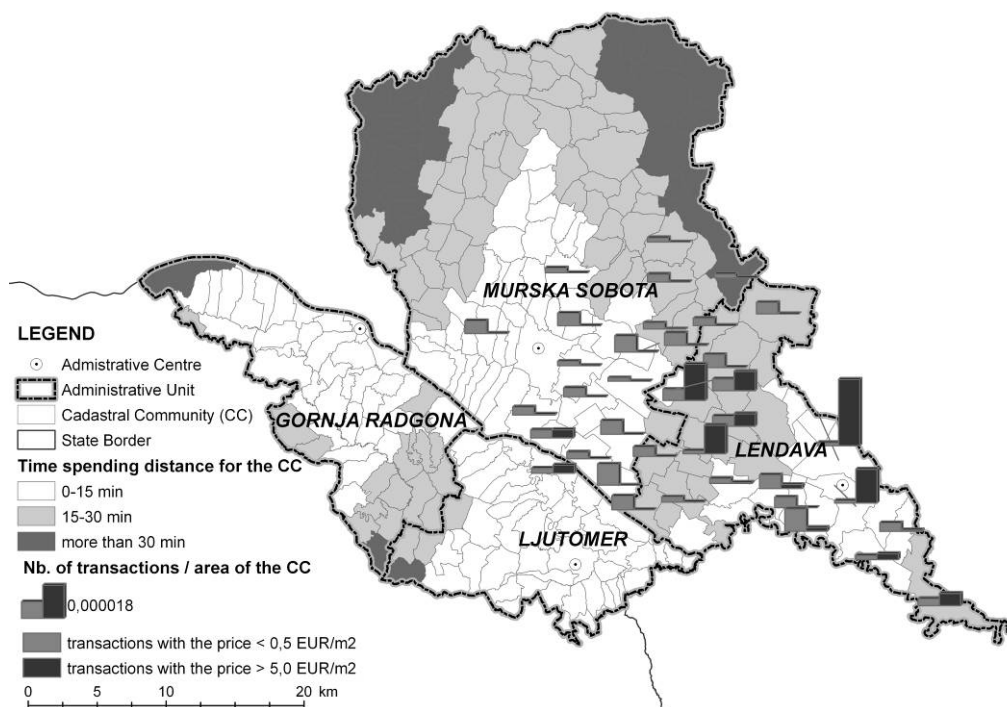 MURSKA SOBOTA
GORNJA RADGONA
LENDAVA
LJUTOMER
LEGEND
Admistrative Centre
Administrative Unit
Cadastral Community (CC)
State Border
Time spending distance for the CC
0-15 min
15-30 min
more than 30 min
Nb. of transactions / area of the CC
0,000018
transactions with the price < 0,5 EUR/m2
transactions with the price > 5,0 EUR/m2
0 5 10 20 km